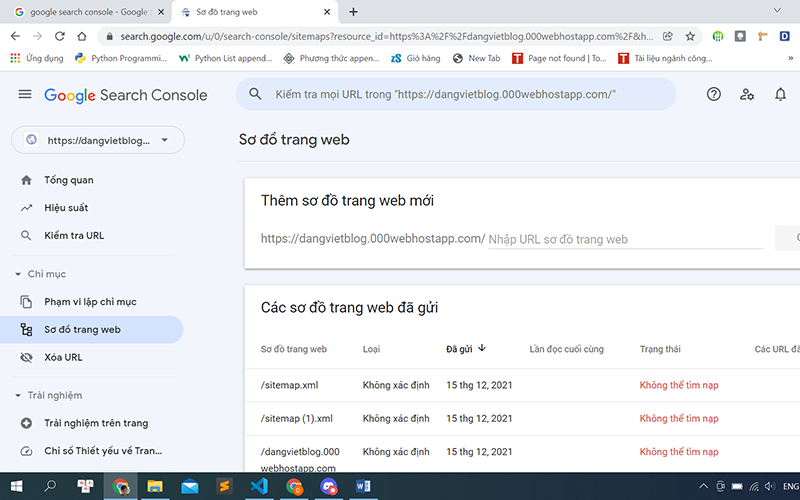 google search console - Google S
Sơ đồ trang web
search.google.com/u/0/search-console/sitemaps?resource_id=https%3A%2F%2Fdangvietblog.000webhostapp.com%2F&h...
Ứng dụng
Python Programmi...
Python List append...
Phương thức appen...
Giỏ hàng
New Tab
Page not found | To...
Tài liệu ngành công...
Google Search Console
Kiểm tra mọi URL trong "https://dangvietblog.000webhostapp.com/"
https://dangvietblog...
Sơ đồ trang web
Tổng quan
Hiệu suất
Kiểm tra URL
Chỉ mục
Phạm vi lập chỉ mục
Sơ đồ trang web
Xóa URL
Trải nghiệm
Trải nghiệm trên trang
Chỉ số Thiết yếu về Tran...
Thêm sơ đồ trang web mới
https://dangvietblog.000webhostapp.com/ Nhập URL sơ đồ trang web
Các sơ đồ trang web đã gửi
Sơ đồ trang web Loại Đã gửi Lần đọc cuối cùng Trạng thái Các URL đã
/sitemap.xml Không xác định 15 thg 12, 2021 Không thể tìm nạp
/sitemap (1).xml Không xác định 15 thg 12, 2021 Không thể tìm nạp
/dangvietblog.000 Không xác định 15 thg 12, 2021 Không thể tìm nạp
webhostapp.com
ENG